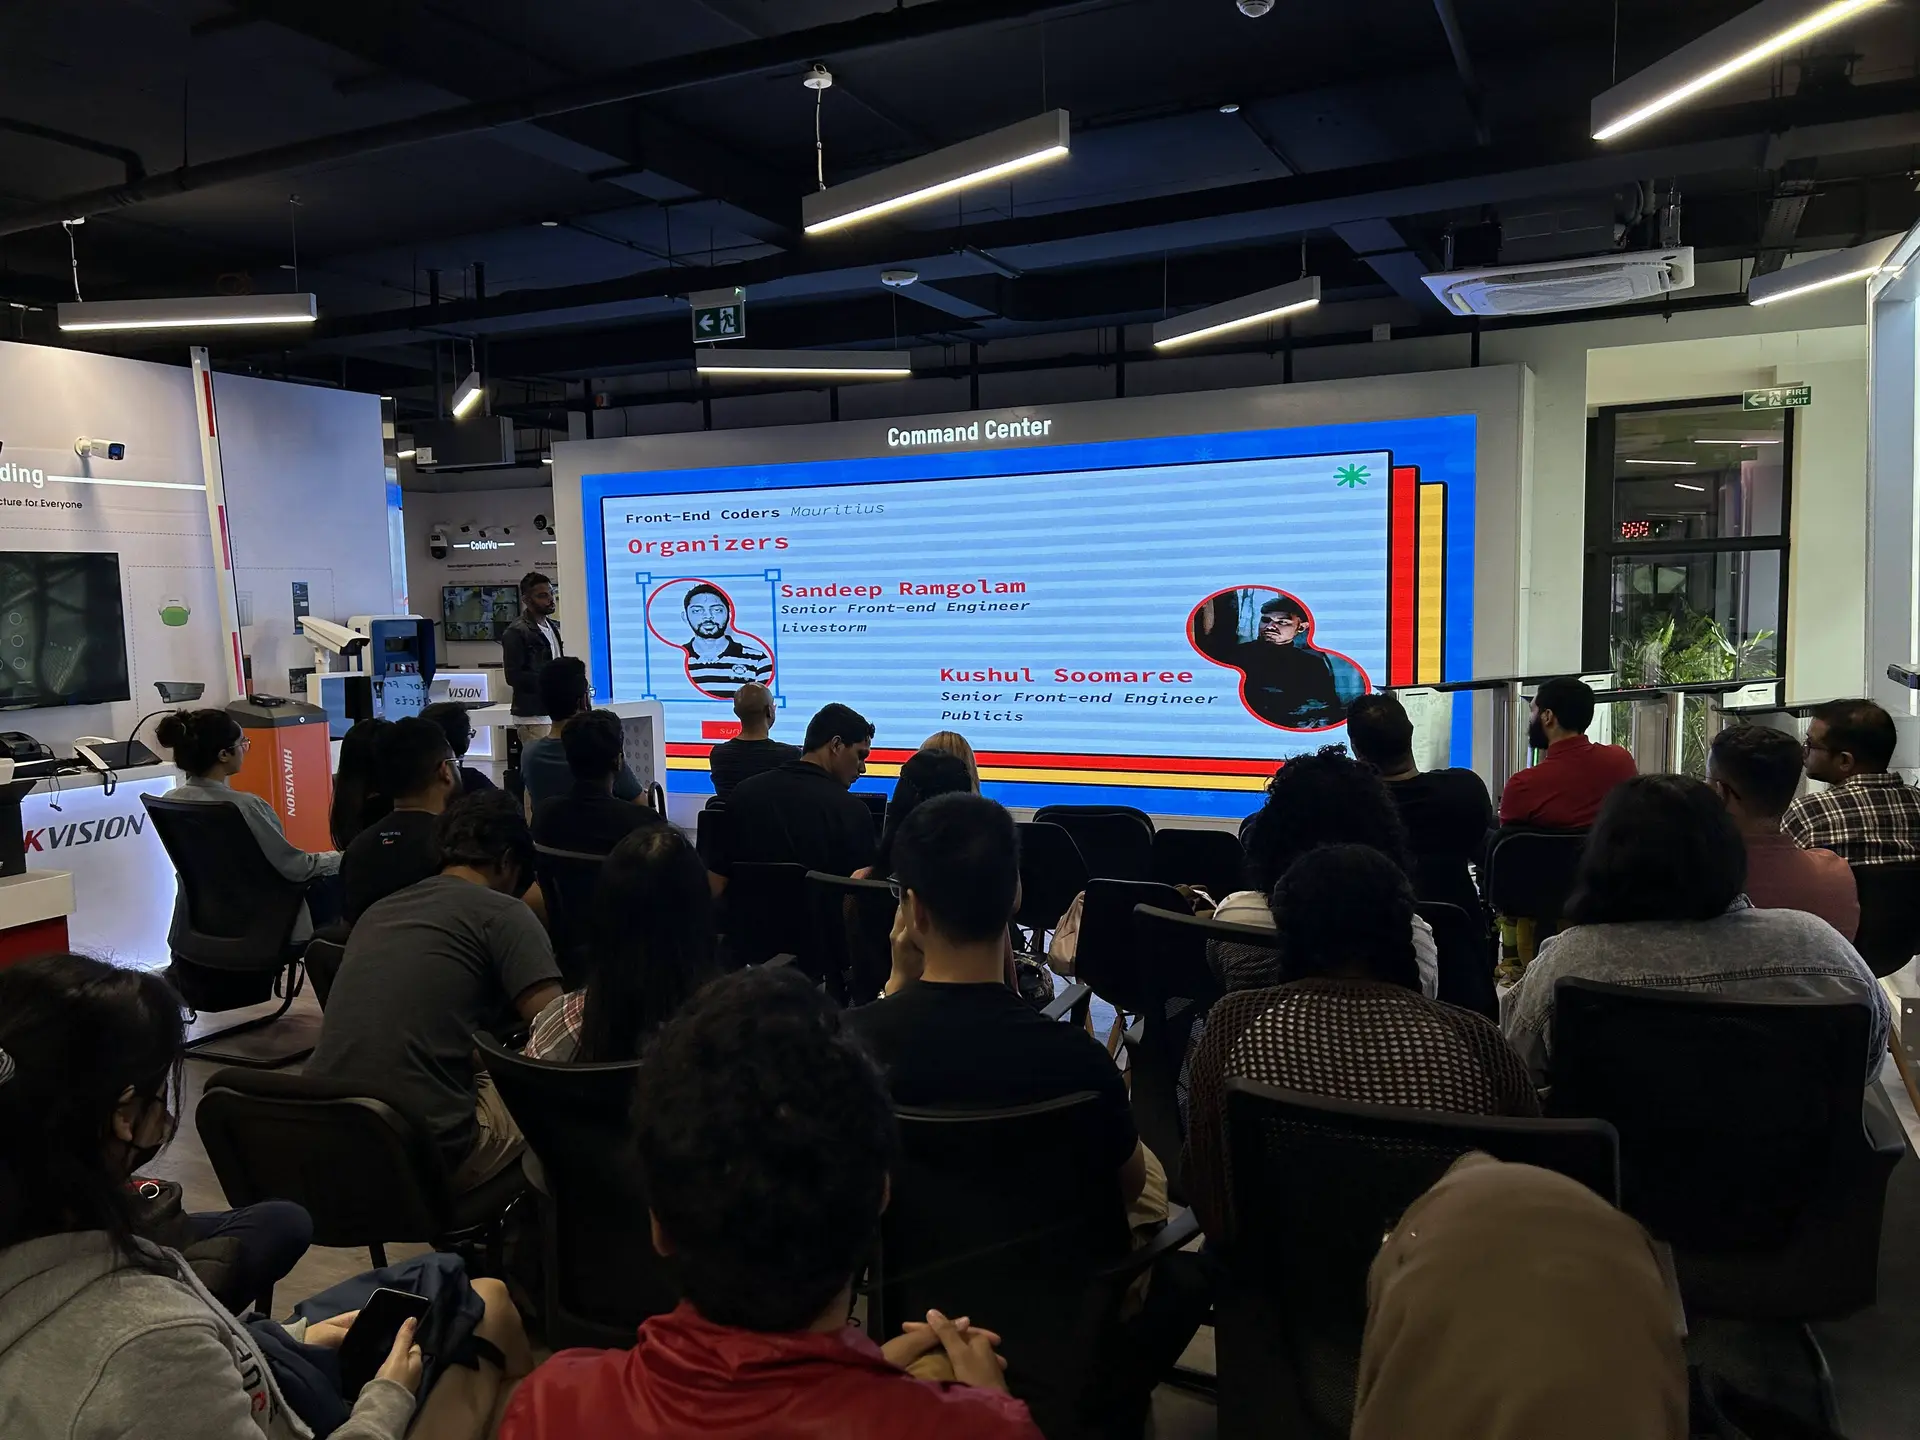 Command Center
FIRE
EXIT
ding
cture for Everyone
ColorVu
Front-End Coders Mauritius
Organizers
Sandeep Ramgolam
Senior Front-end Engineer
Livestorm
Kushul Soomaree
Senior Front-end Engineer
Publicis
VISION
HIKVISION
KVISION